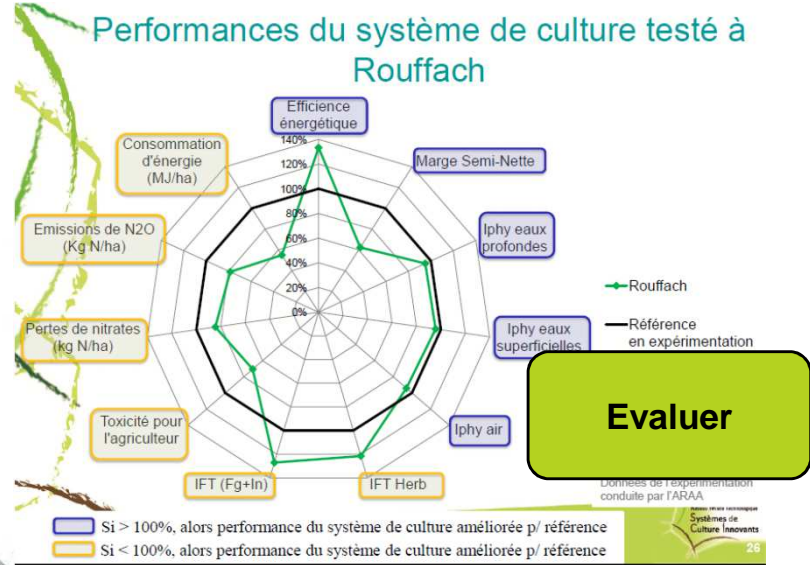 Performances du système de culture testé à
Rouffach
Efficience
énergétique
Consommation
d'énergie
(MJ/ha)
Marge Semi-Nette
Emissions de N2O
(Kg N/ha)
Iphy eaux
profondes
Pertes de nitrates
(kg N/ha)
Iphy eaux
superficielles
Toxicité pour
l'agriculteur
Iphy air
IFT (Fg+In)
IFT Herb
140%
120%
100%
80%
60%
40%
20%
0%
Rouffach
Référence
en expérimentation
Evaluer
Données de l'expérimentation
conduite par l'ARAA
Si > 100%, alors performance du système de culture améliorée p/ référence
Si < 100%, alors performance du système de culture améliorée p/ référence
Systèmes de
Culture Innovants
26